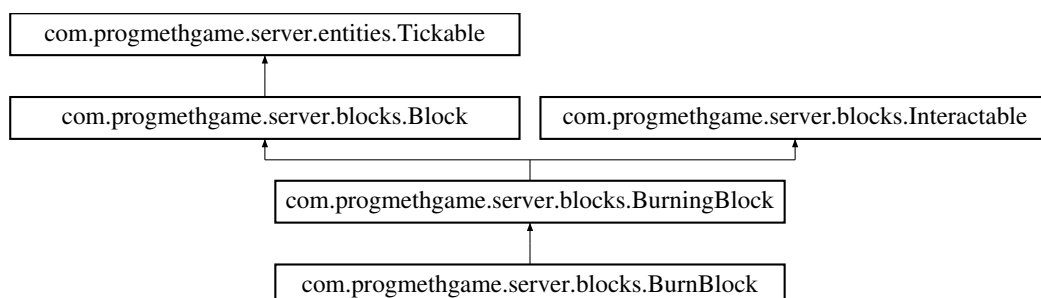 com.progmethgame.server.entities.Tickable
com.progmethgame.server.blocks.Block
com.progmethgame.server.blocks.Interactable
com.progmethgame.server.blocks.BurningBlock
com.progmethgame.server.blocks.BurnBlock